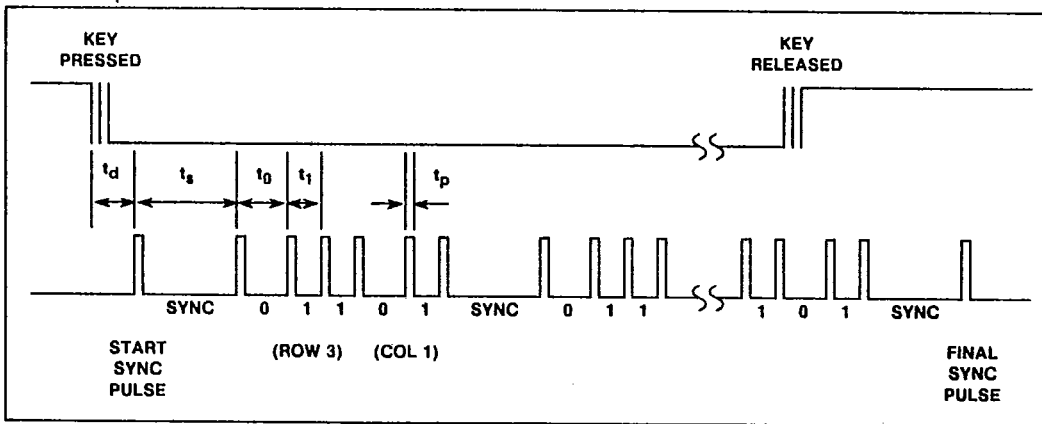 KEY
PRESSED
KEY
RELEASED
td ts t0 t1 tp
SYNC 0 1 1 0 1 SYNC 0 1 1 1 0 1 SYNC
START
SYNC
PULSE
(ROW 3) (COL 1)
FINAL
SYNC
PULSE